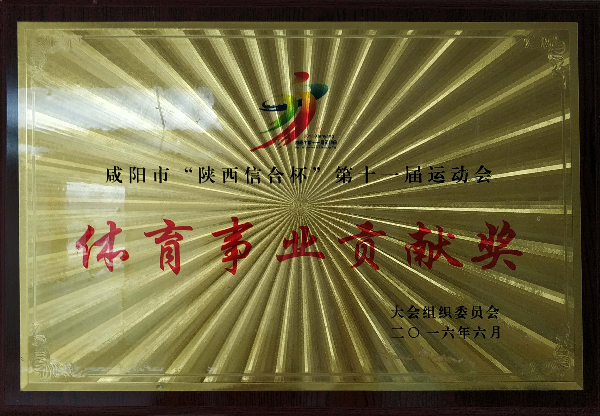 咸阳市“陕西信合杯”第十一届运动会
体育事业贡献奖
大会组织委员会
二〇一六年六月